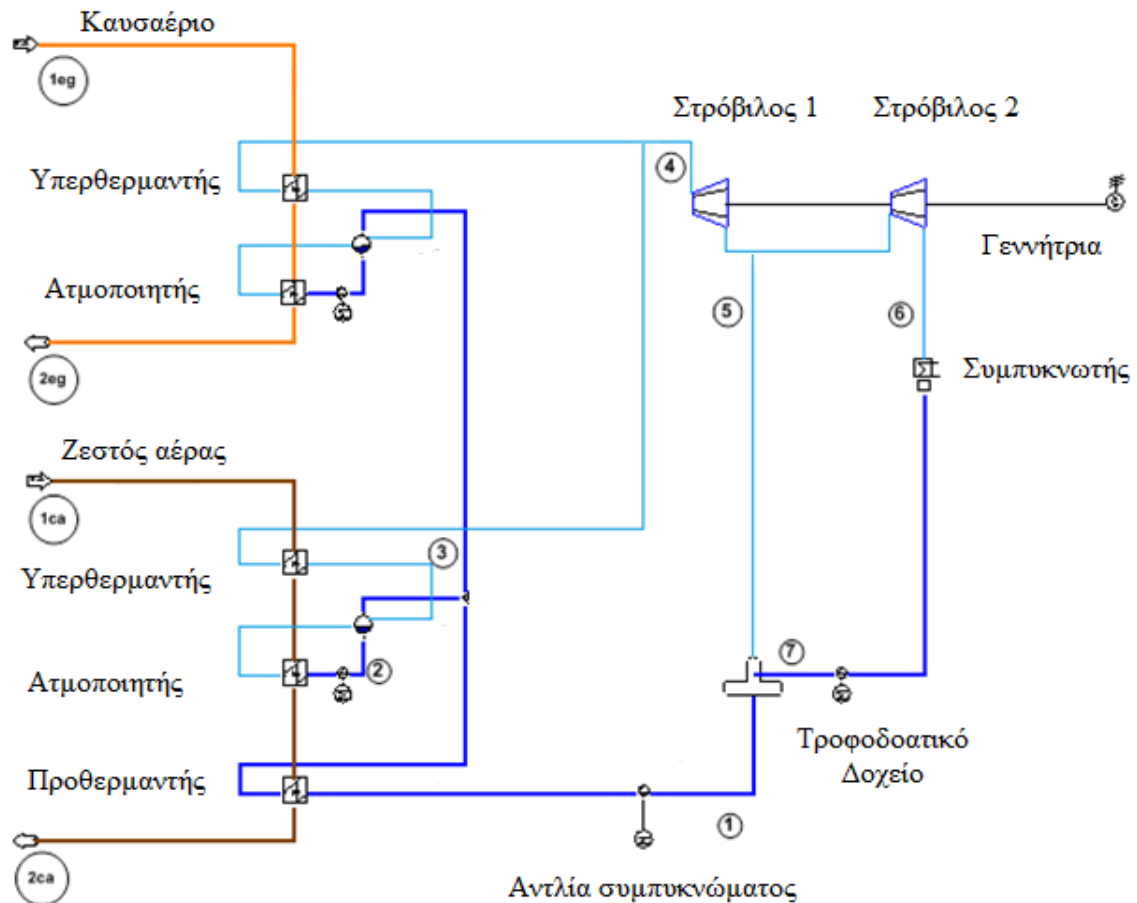 Καυσαέριο
1eg
Στρόβιλος 1
Στρόβιλος 2
Υπερθερμαντής
4
Γεννήτρια
Ατμοποιητής
5
6
2eg
Συμπυκνωτής
Ζεστός αέρας
1ca
3
Υπερθερμαντής
2
7
Ατμοποιητής
Τροφοδοατικό
Δοχείο
Προθερμαντής
1
2ca
Αντλία συμπυκνώματος